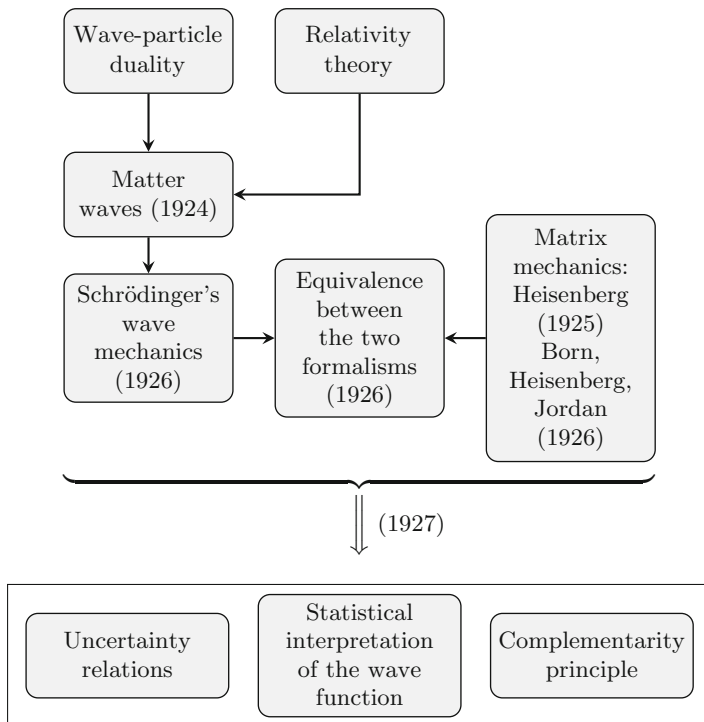 Wave-particle
duality
Relativity
theory
Matter
waves (1924)
Schrödinger's
wave
mechanics
(1926)
Equivalence
between
the two
formalisms
(1926)
Matrix
mechanics:
Heisenberg
(1925)
Born,
Heisenberg,
Jordan
(1926)
(1927)
Uncertainty
relations
Statistical
interpretation
of the wave
function
Complementarity
principle